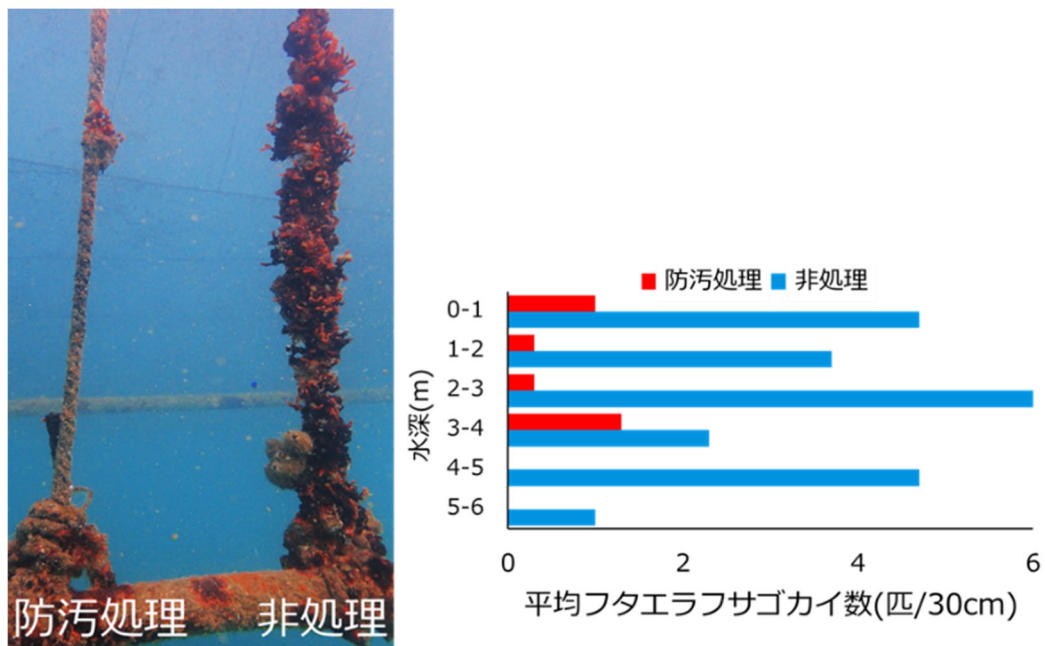 防汚処理
非処理
防汚処理 非処理
水深(m)
0-1
1-2
2-3
3-4
4-5
5-6
0 2 4 6
平均フタエラフサゴカイ数(匹/30cm)